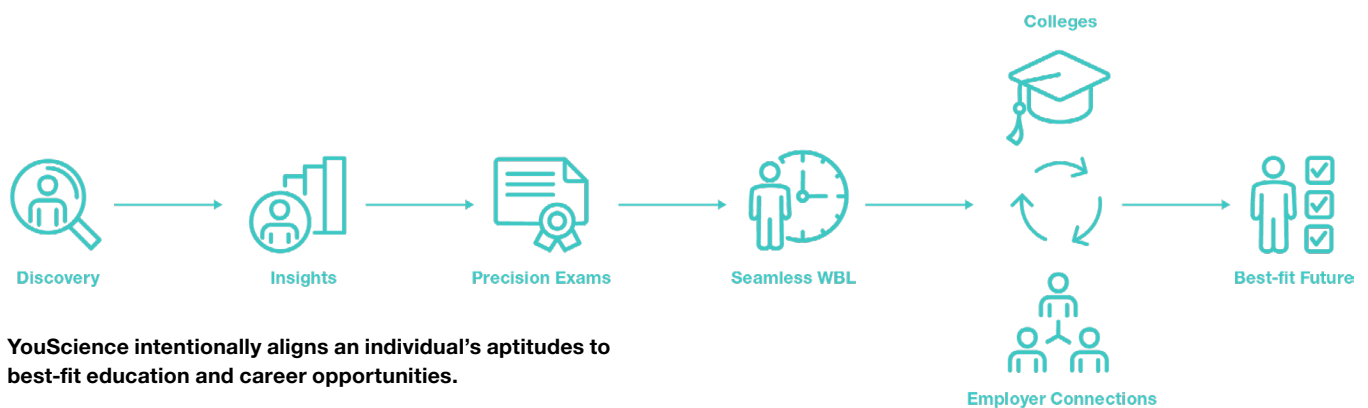 Colleges
Discovery
Insights
Precision Exams
Seamless WBL
Best-fit Future
YouScience intentionally aligns an individual’s aptitudes to
best-fit education and career opportunities.
Employer Connections